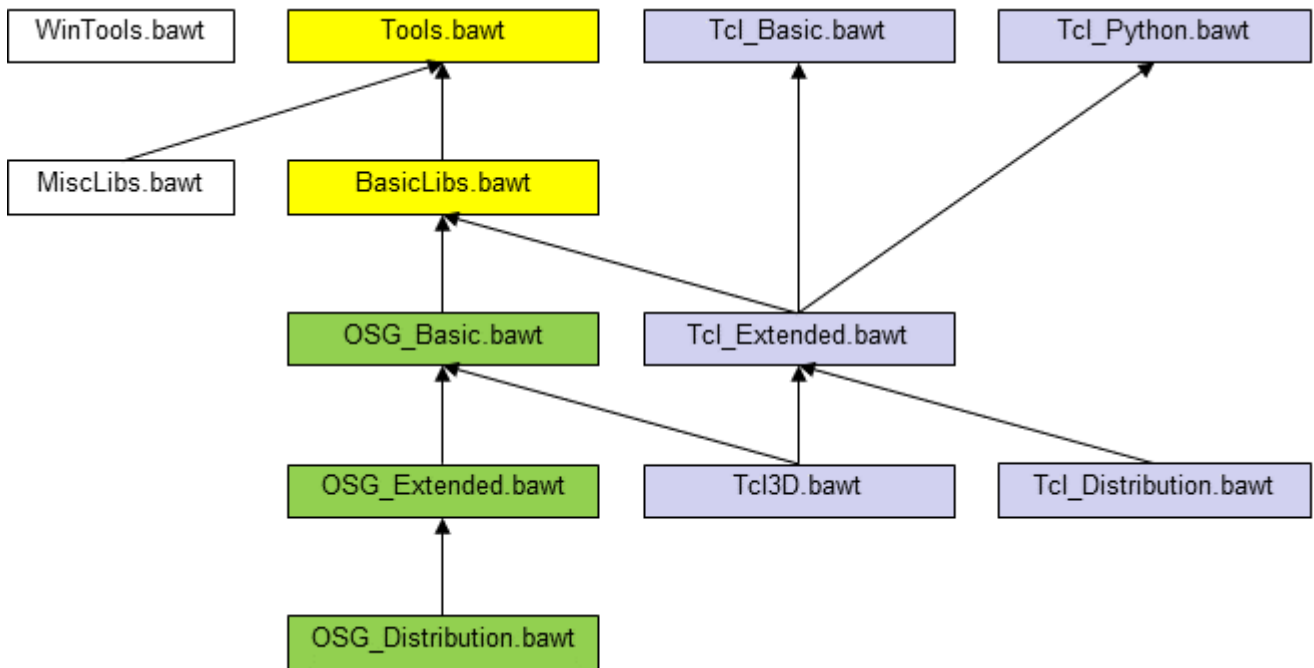 WinTools.bawt
Tools.bawt
Tcl_Basic.bawt
Tcl_Python.bawt
MiscLibs.bawt
BasicLibs.bawt
OSG_Basic.bawt
Tcl_Extended.bawt
OSG_Extended.bawt
Tcl3D.bawt
Tcl_Distribution.bawt
OSG_Distribution.bawt